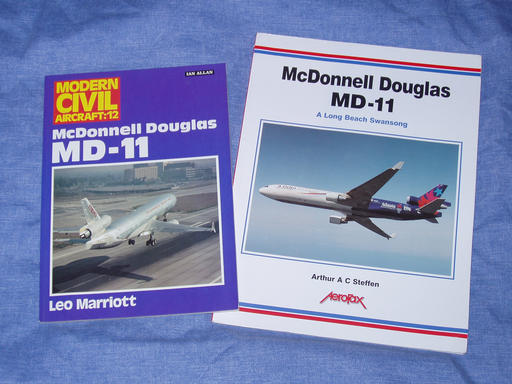 IAN ALLAN
MODERN
CIVIL
AIRCRAFT:12
McDonnell Douglas
MD-11
Leo Marriott
McDonnell Douglas
MD-11
A Long Beach Swansong
Arthur A C Steffen
Aerofax